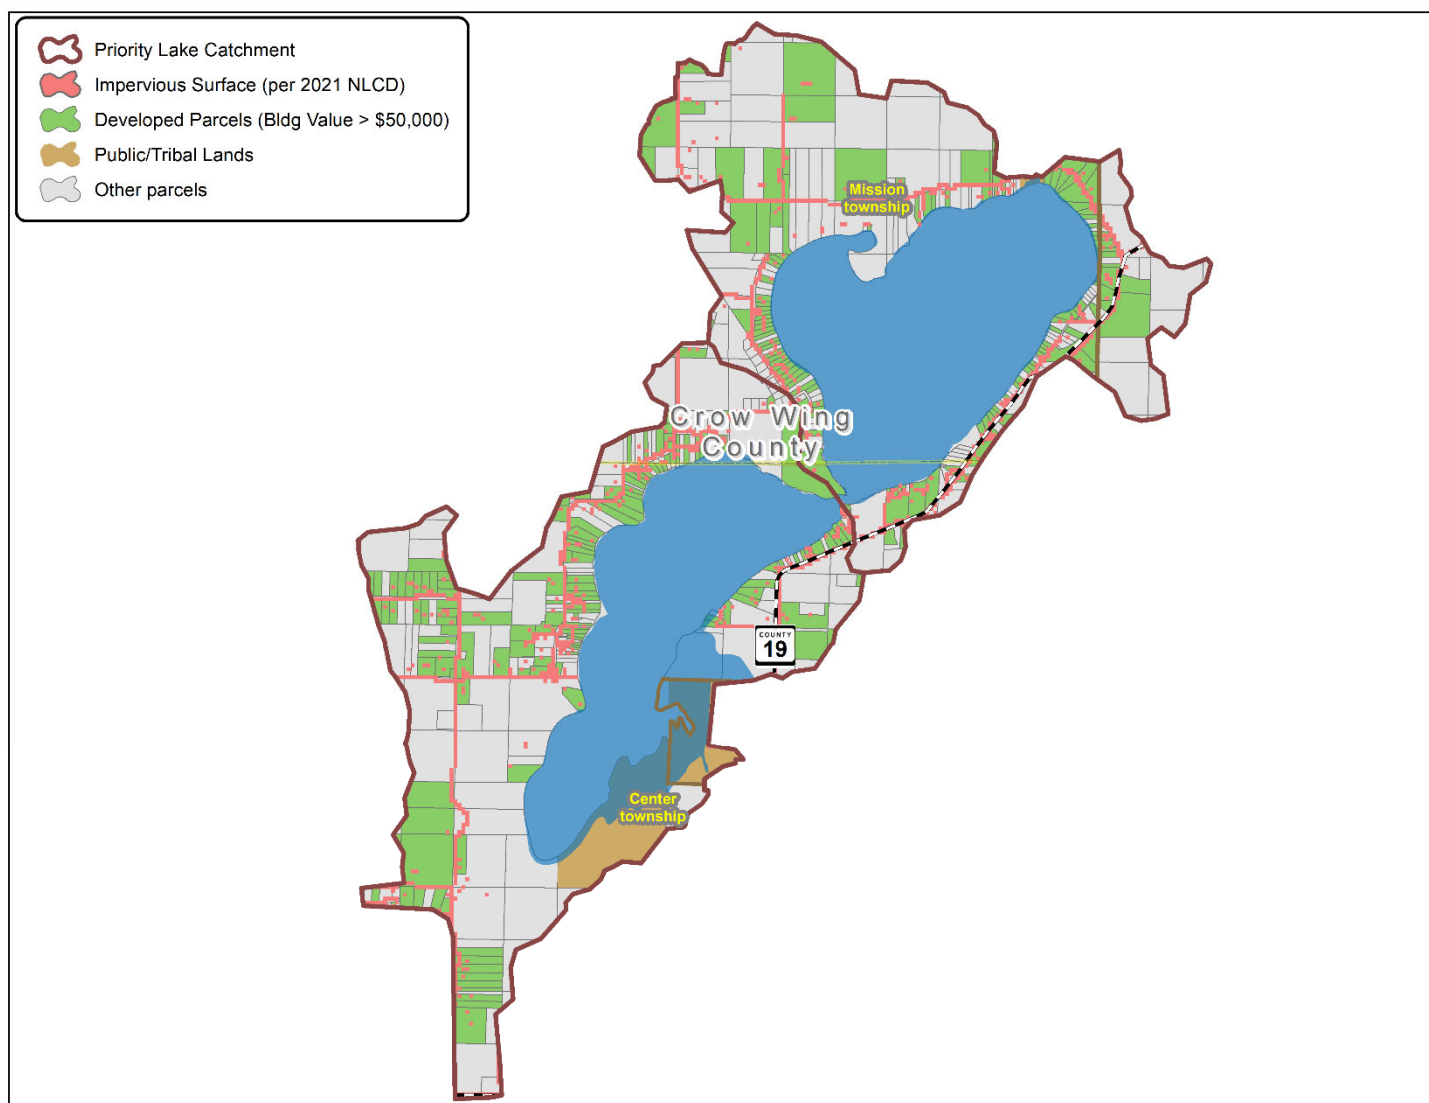 Priority Lake Catchment
Impervious Surface (per 2021 NLCD)
Developed Parcels (Bldg Value > $50,000)
Public/Tribal Lands
Other parcels
Mission
township
Crow Wing
County
COUNTY
19
Center
township